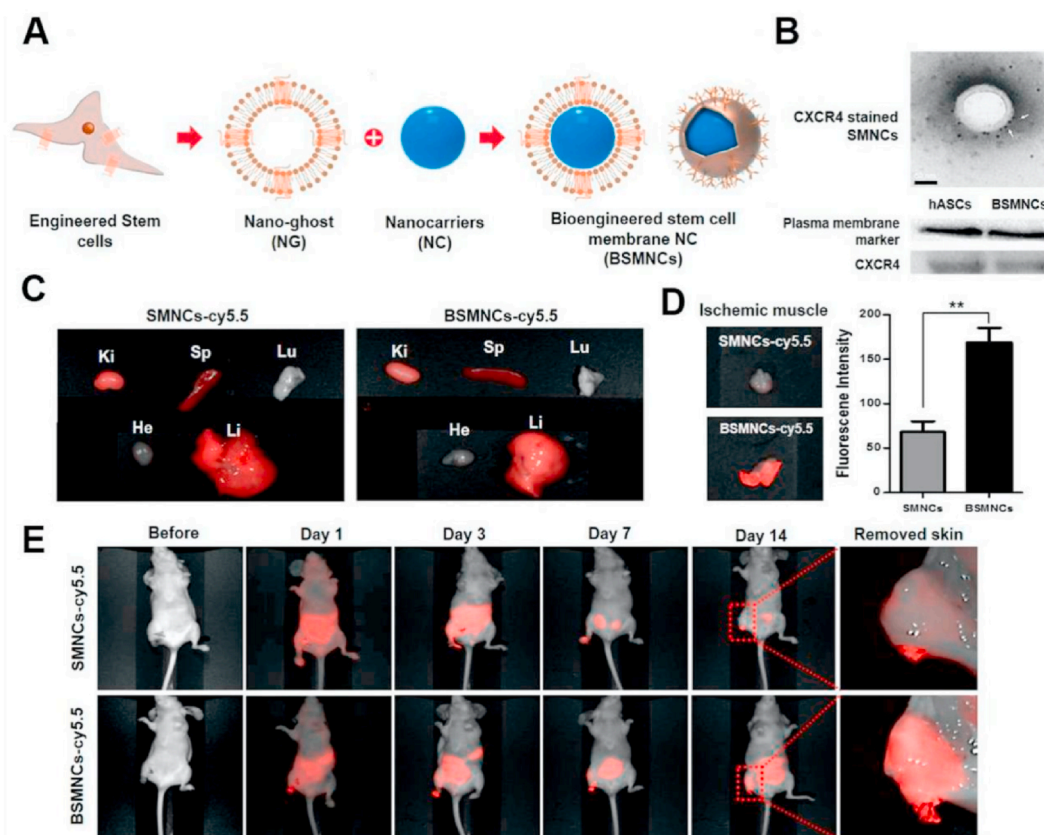 A
Engineered Stem
cells
Nano-ghost
(NG)
Nanocarriers
(NC)
Bioengineered stem cell
membrane NC
(BSMNCs)
B
CXCR4 stained
SMNCs
hASCs BSMNCs
Plasma membrane
marker
CXCR4
C
SMNCs-cy5.5
Ki Sp Lu
He Li
BSMNCs-cy5.5
Ki Sp Lu
He Li
D
Ischemic muscle
SMNCs-cy5.5
BSMNCs-cy5.5
Fluorescene Intensity
200
150
100
50
0
**
SMNCs BSMNCs
E
Before Day 1 Day 3 Day 7 Day 14 Removed skin
SMNCs-cy5.5
BSMNCs-cy5.5